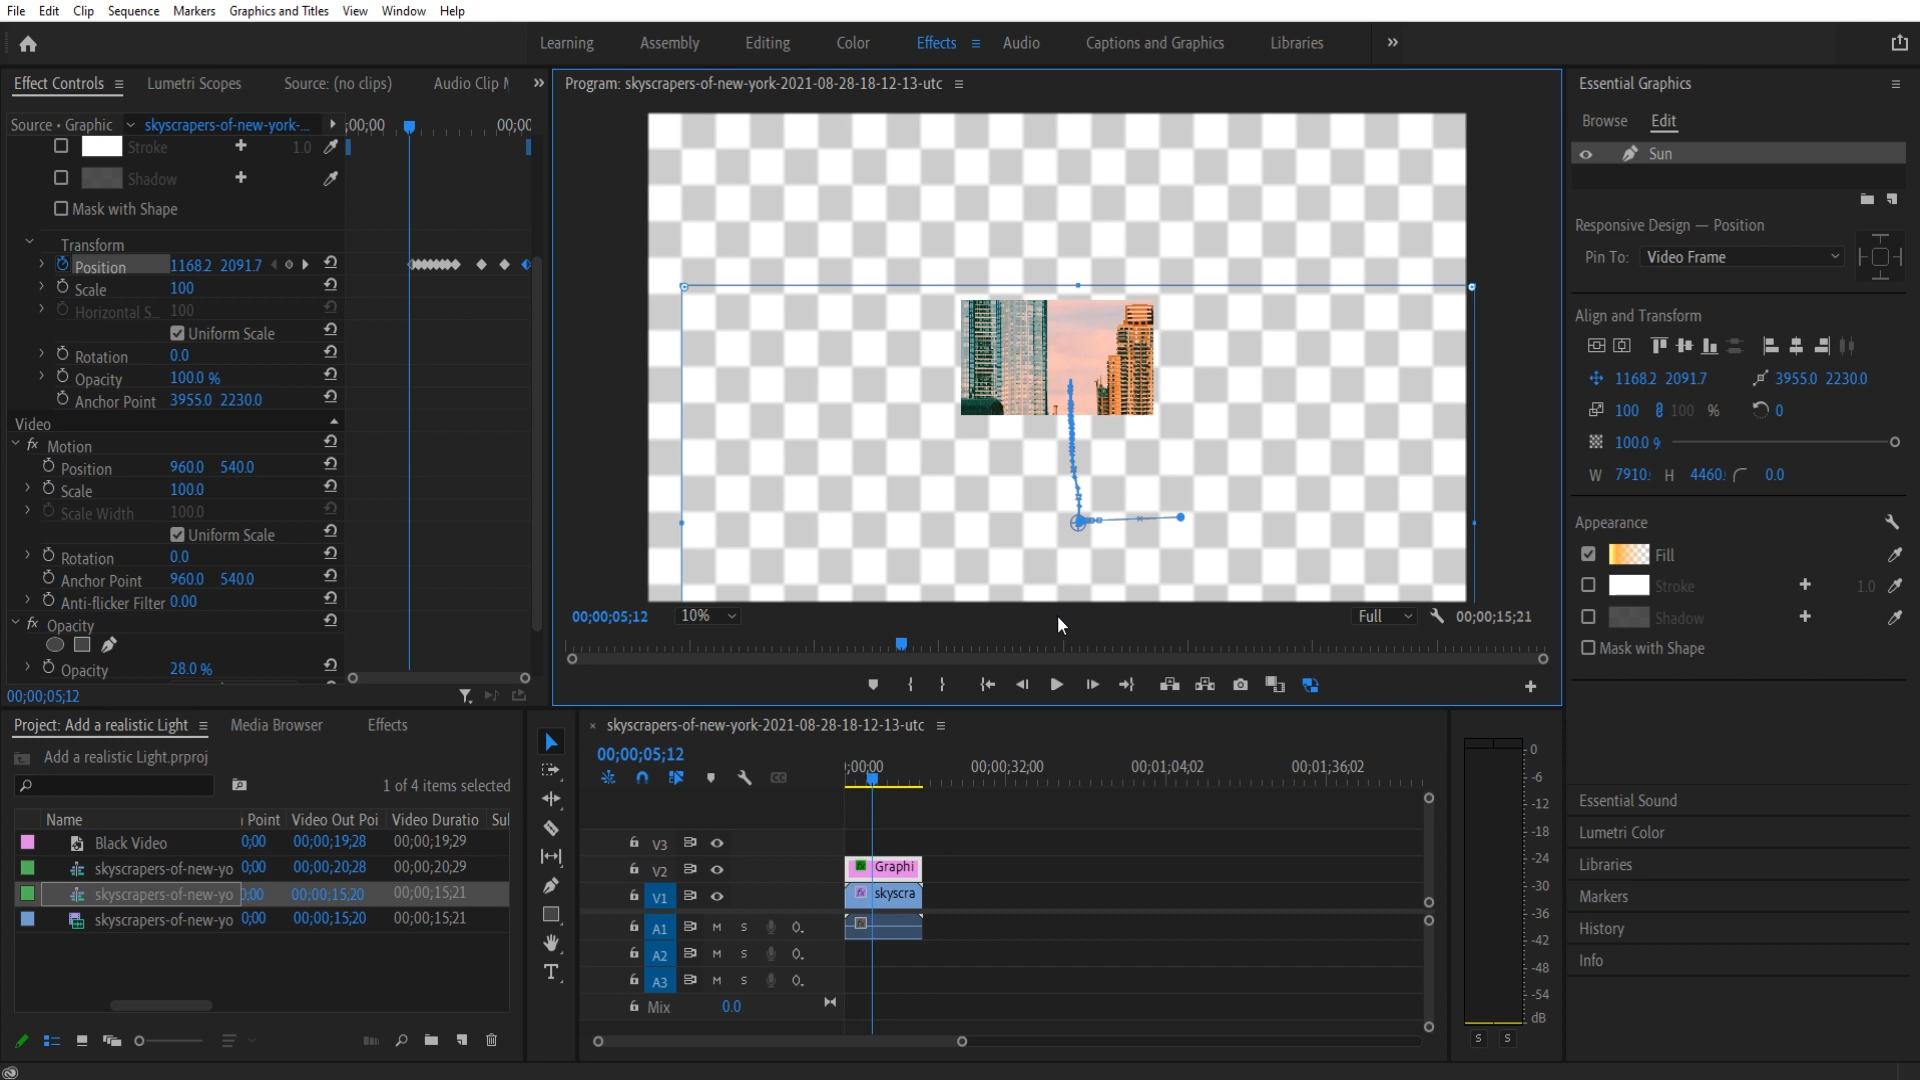 File Edit Clip Sequence Markers Graphics and Titles View Window Help
Learning Assembly Editing Color Effects Audio Captions and Graphics Libraries
Effect Controls Lumetri Scopes Source: (no clips) Audio Clip M
Source • Graphic skyscrapers-of-new-york-... ;00;00 00;0(
Stroke 1.0
Shadow
Mask with Shape
Transform
Position 1168.2 2091.7
Scale 100
Horizontal S... 100
Uniform Scale
Rotation 0.0
Opacity 100.0 %
Anchor Point 3955.0 2230.0
Video
fx Motion
Position 960.0 540.0
Scale 100.0
Scale Width 100.0
Uniform Scale
Rotation 0.0
Anchor Point 960.0 540.0
Anti-flicker Filter 0.00
fx Opacity
Opacity 28.0 %
00;00;05;12
Program: skyscrapers-of-new-york-2021-08-28-18-12-13-utc
00;00;05;12 10% Full 00;00;15;21
Essential Graphics
Browse Edit
Sun
Responsive Design — Position
Pin To: Video Frame
Align and Transform
1168.2 2091.7 3955.0 2230.0
100 100 % 0
100.0 %
W 7910. H 4460. 0.0
Appearance
Fill
Stroke 1.0
Shadow
Mask with Shape
Essential Sound
Lumetri Color
Libraries
Markers
History
Info
Project: Add a realistic Light Media Browser Effects
Add a realistic Light.prproj
1 of 4 items selected
Name Point Video Out Poi Video Duratio Sul
Black Video 0;00 00;00;19;28 00;00;19;29
skyscrapers-of-new-yo 0;00 00;00;20;28 00;00;20;29
skyscrapers-of-new-yo 0;00 00;00;15;20 00;00;15;21
skyscrapers-of-new-yo 0;00 00;00;15;20 00;00;15;21
× skyscrapers-of-new-york-2021-08-28-18-12-13-utc
00;00;05;12
;00;00 00;00;32;00 00;01;04;02 00;01;36;02
V3
V2 Graphi
V1 fx skyscra
A1 M S
A2 M S
A3 M S
Mix 0.0
T
0
-6
-12
-18
-24
-30
-36
-42
-48
-54
dB
S S